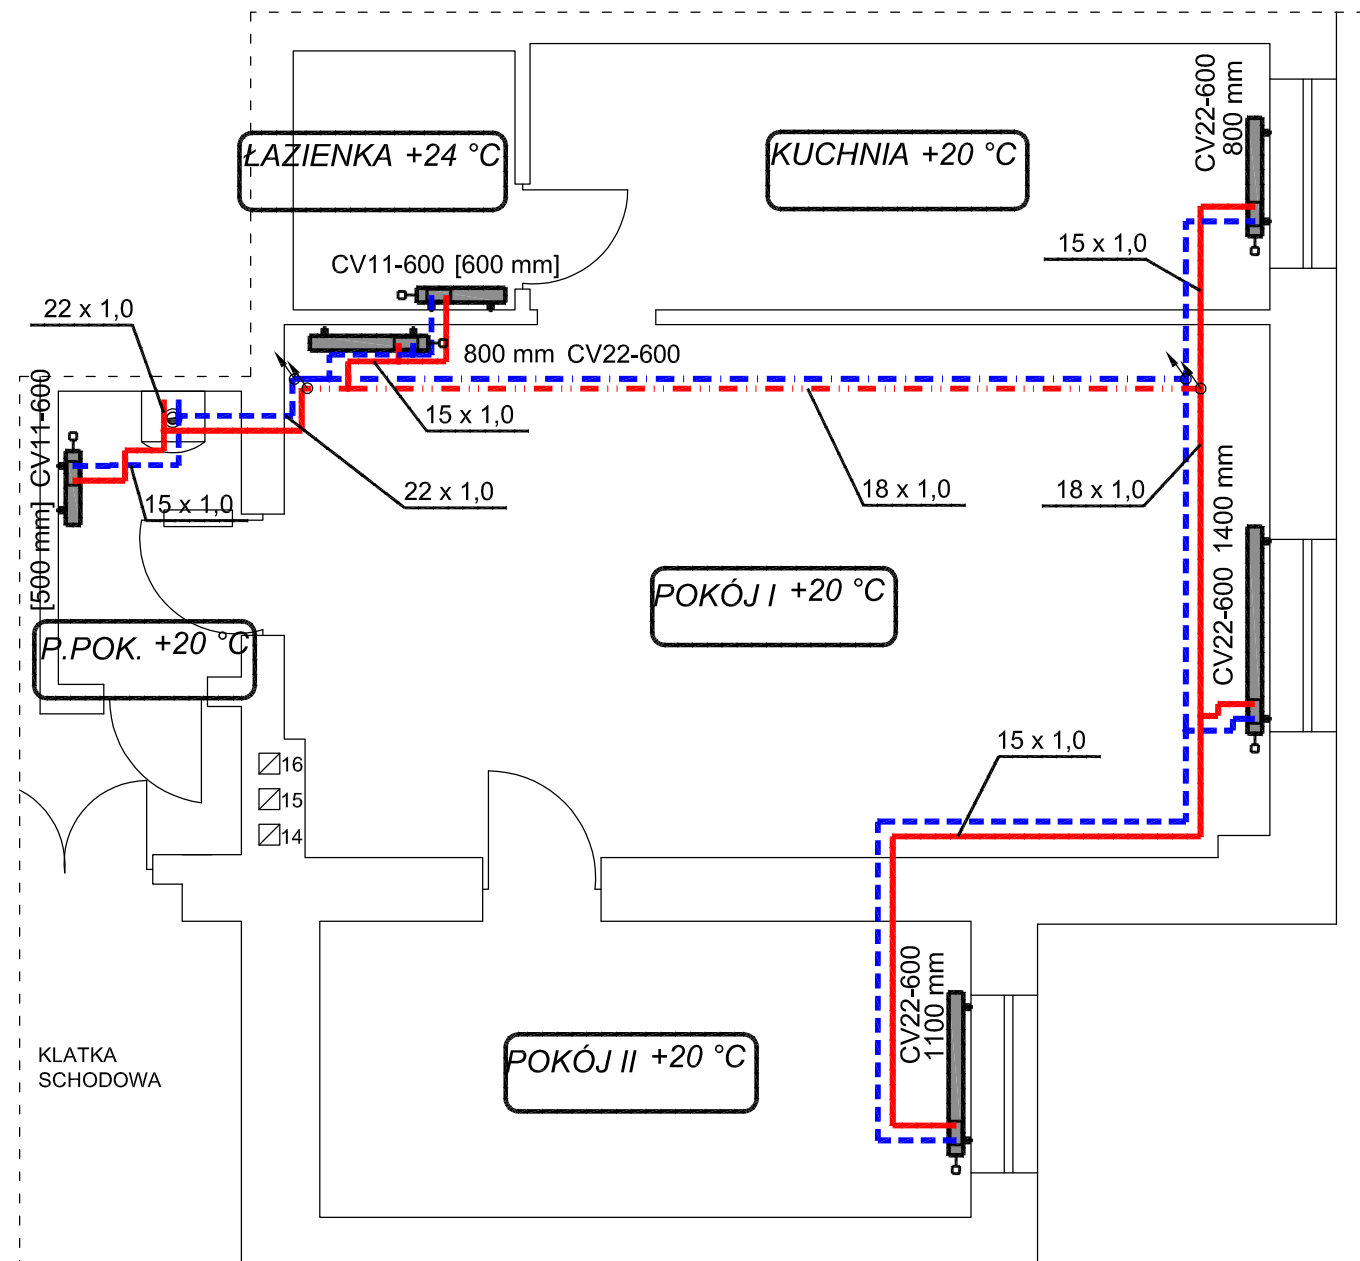 CV22-600
800 mm
ŁAZIENKA +24 °C
KUCHNIA +20 °C
15 x 1,0
CV11-600 [600 mm]
22 x 1,0
800 mm CV22-600
15 x 1,0
[500 mm] CV11-600
15 x 1,0
22 x 1,0
18 x 1,0
18 x 1,0
CV22-600 1400 mm
POKÓJ I +20 °C
P.POK. +20 °C
15 x 1,0
16
15
14
CV22-600
1100 mm
KLATKA
SCHODOWA
POKÓJ II +20 °C